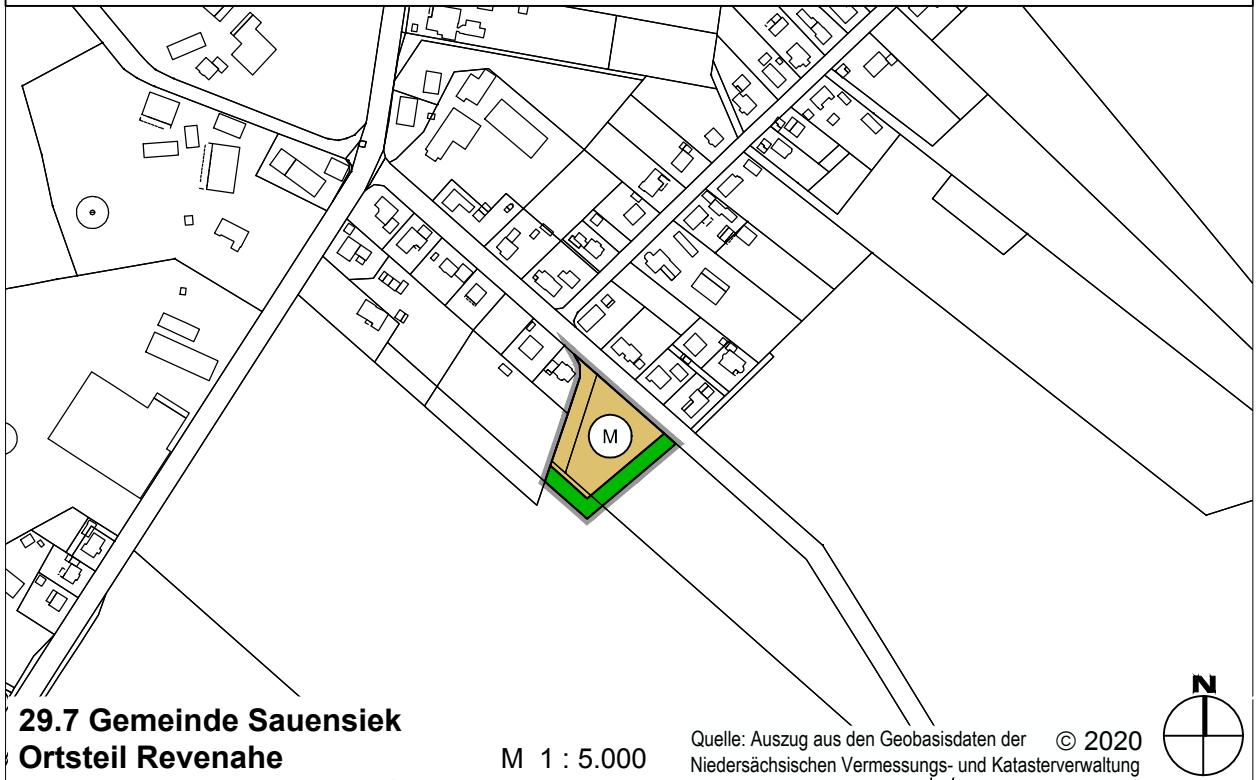 M
N
29.7 Gemeinde Sauensiek
Ortsteil Revenahe
M 1 : 5.000
Quelle: Auszug aus den Geobasisdaten der © 2020
Niedersächsischen Vermessungs- und Katasterverwaltung